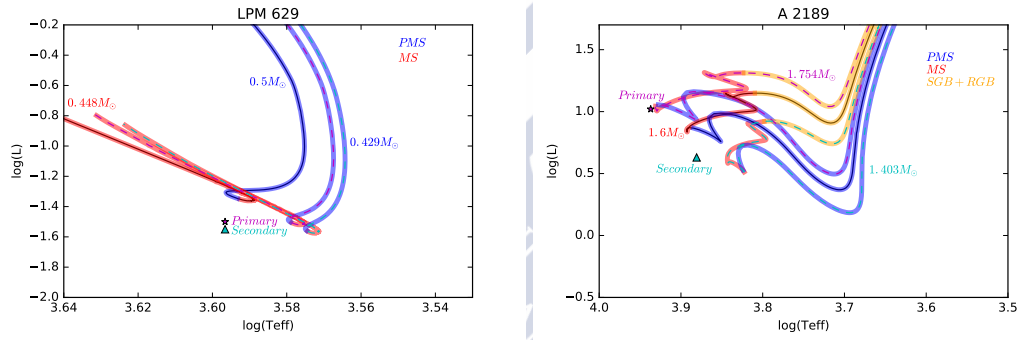 LPM 629
−0.2
−0.4
−0.6
−0.8
−1.0
−1.2
−1.4
−1.6
−1.8
−2.0
log(L)
3.64
3.62
3.60
3.58
3.56
3.54
log(Teff)
PMS
MS
0.5M⊙
0.448M⊙
0.429M⊙
Primary
Secondary
A 2189
1.5
1.0
0.5
0.0
−0.5
log(L)
4.0
3.9
3.8
3.7
3.6
3.5
log(Teff)
PMS
MS
SGB+RGB
1.754M⊙
Primary
1.6M⊙
Secondary
1.403M⊙